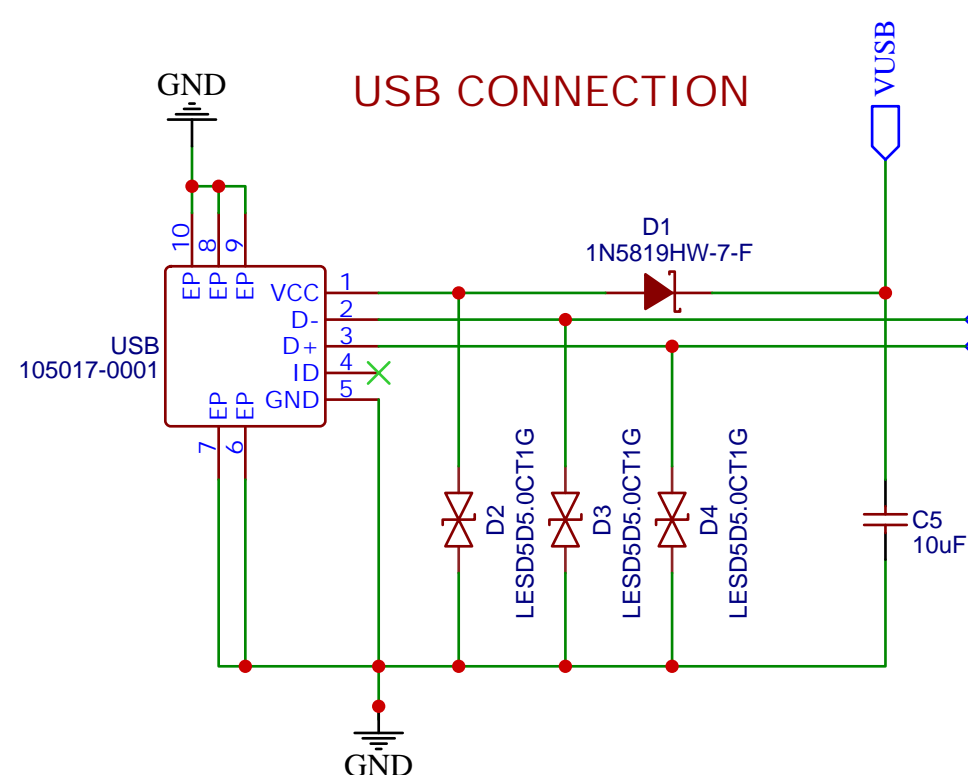 GND
USB CONNECTION
VUSB
10
8
9
EP
EP
EP
D1
1N5819HW-7-F
VCC
1
D-
2
D+
3
ID
4
GND
5
USB
105017-0001
EP
EP
7
6
D2
LESD5D5.0CT1G
D3
LESD5D5.0CT1G
D4
LESD5D5.0CT1G
C5
10uF
GND